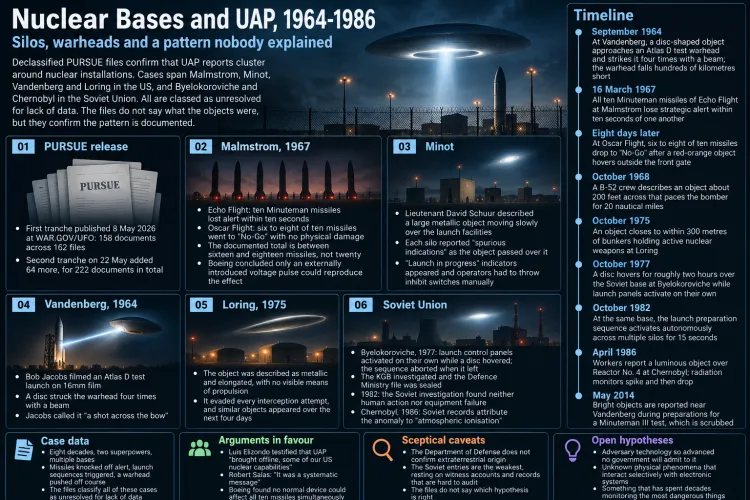 Nuclear Bases and UAP, 1964-1986
Silos, warheads and a pattern nobody explained
Declassified PURSUE files confirm that UAP reports cluster
around nuclear installations. Cases span Malmstrom, Minot,
Vandenberg and Loring in the US, and Byelokoroviche and
Chernobyl in the Soviet Union. All are classed as unresolved
for lack of data. The files do not say what the objects were,
but they confirm the pattern is documented.
01 PURSUE release
PURSUE
First tranche published 8 May 2026
at WAR.GOV/UFO: 158 documents
across 162 files
Second tranche on 22 May added
64 more, for 222 documents in total
02 Malmstrom, 1967
Echo Flight: ten Minuteman missiles
lost alert within ten seconds
Oscar Flight: six to eight of ten missiles
went to "No-Go" with no physical damage
The documented total is between
sixteen and eighteen missiles, not twenty
Boeing concluded only an externally
introduced voltage pulse could reproduce
the effect
03 Minot
Lieutenant David Schuur described
a large metallic object moving slowly
over the launch facilities
Each silo reported "spurious
indications" as the object passed over it
"Launch in progress" indicators
appeared and operators had to throw
inhibit switches manually
04 Vandenberg, 1964
Bob Jacobs filmed an Atlas D test
launch on 16mm film
A disc struck the warhead four times
with a beam
Jacobs called it "a shot across the bow"
05 Loring, 1975
The object was described as metallic
and elongated, with no visible means
of propulsion
It evaded every interception attempt,
and similar objects appeared over the
next four days
06 Soviet Union
Byelokoroviche, 1977: launch control panels
activated on their own while a disc hovered;
the sequence aborted when it left
The KGB investigated and the Defence
Ministry file was sealed
1982: the Soviet investigation found neither
human action nor equipment failure
Chernobyl, 1986: Soviet records attribute
the anomaly to "atmospheric ionisation"
Timeline
September 1964
At Vandenberg, a disc-shaped object
approaches an Atlas D test warhead
and strikes it four times with a beam;
the warhead falls hundreds of kilometres
short
16 March 1967
All ten Minuteman missiles of Echo Flight
at Malmstrom lose strategic alert within
ten seconds of one another
Eight days later
At Oscar Flight, six to eight of ten missiles
drop to "No-Go" after a red-orange object
hovers outside the front gate
October 1968
A B-52 crew describes an object about
200 feet across that paces the bomber
for 20 nautical miles
October 1975
An object closes to within 300 metres
of bunkers holding active nuclear
weapons at Loring
October 1977
A disc hovers for roughly two hours over
the Soviet base at Byelokoroviche while
launch panels activate on their own
October 1982
At the same base, the launch preparation
sequence activates autonomously
across multiple silos for 15 seconds
April 1986
Workers report a luminous object over
Reactor No. 4 at Chernobyl; radiation
monitors spike and then drop
May 2014
Bright objects are reported near
Vandenberg during preparations for
a Minuteman III test, which is scrubbed
Case data
Eight decades, two superpowers,
multiple bases
Missiles knocked off alert, launch
sequences triggered, a warhead
pushed off course
The files classify all of these cases
as unresolved for lack of data
Arguments in favour
Luis Elizondo testified that UAP
"brought offline, some of our US
nuclear capabilities"
Robert Salas: "It was a systematic
message"
Boeing found no normal device could
affect all ten missiles simultaneously
Sceptical caveats
The Department of Defense does not
confirm extraterrestrial origin
The Soviet entries are the weakest,
resting on witness accounts and records
that are hard to audit
The files do not say which hypothesis
is right
Open hypotheses
Adversary technology so advanced
no government will admit to it
Unknown physical phenomena that
interact selectively with electronic
systems
Something that has spent decades
monitoring the most dangerous things